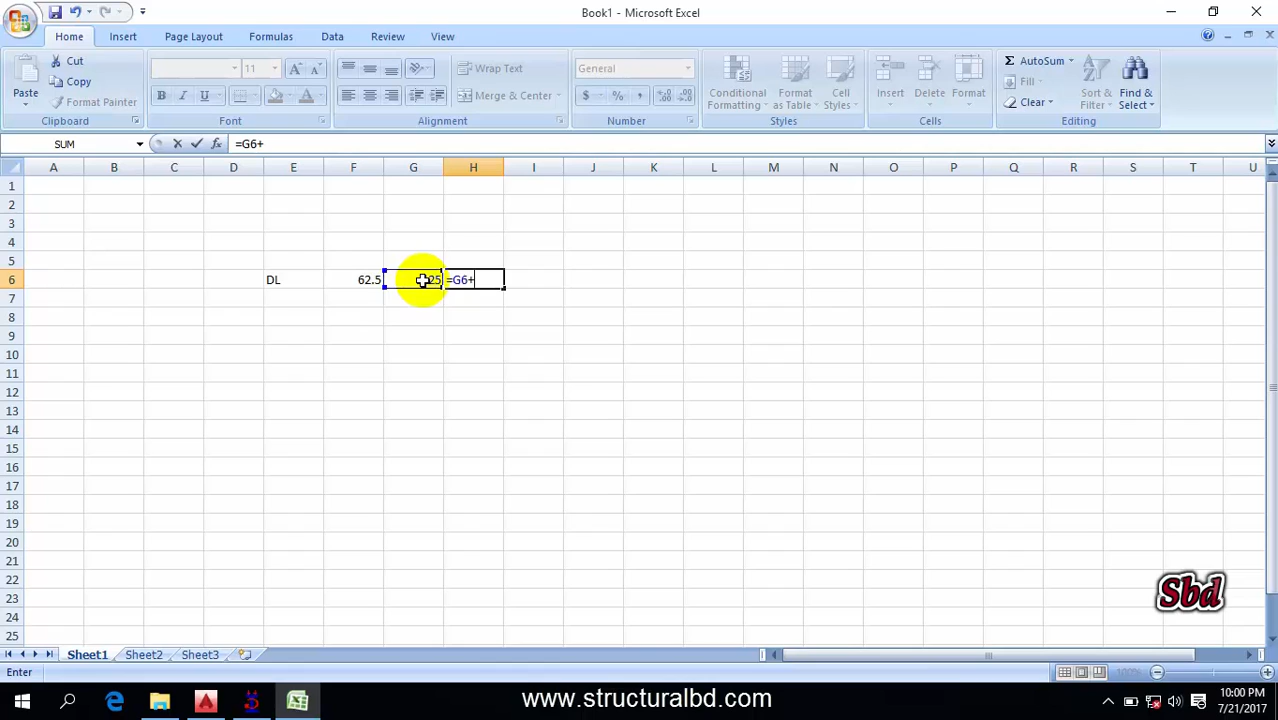 Book1 - Microsoft Excel
Home Insert Page Layout Formulas Data Review View
Paste
Cut
Copy
Format Painter
Clipboard
11
B I U
Font
Wrap Text
Merge & Center
Alignment
General
$ % ,
Number
Conditional Formatting
Format as Table
Cell Styles
Styles
Insert
Delete
Format
Cells
Σ AutoSum
Fill
Clear
Sort & Filter
Find & Select
Editing
SUM
fx
=G6+
A B C D E F G H I J K L M N O P Q R S T U
1
2
3
4
5
6 DL 62.5 25 =G6+
7
8
9
10
11
12
13
14
15
16
17
18
19
20
21
22
23
24
25
Sbd
Sheet1 Sheet2 Sheet3
Enter
100%
www.structuralbd.com
10:00 PM
7/21/2017